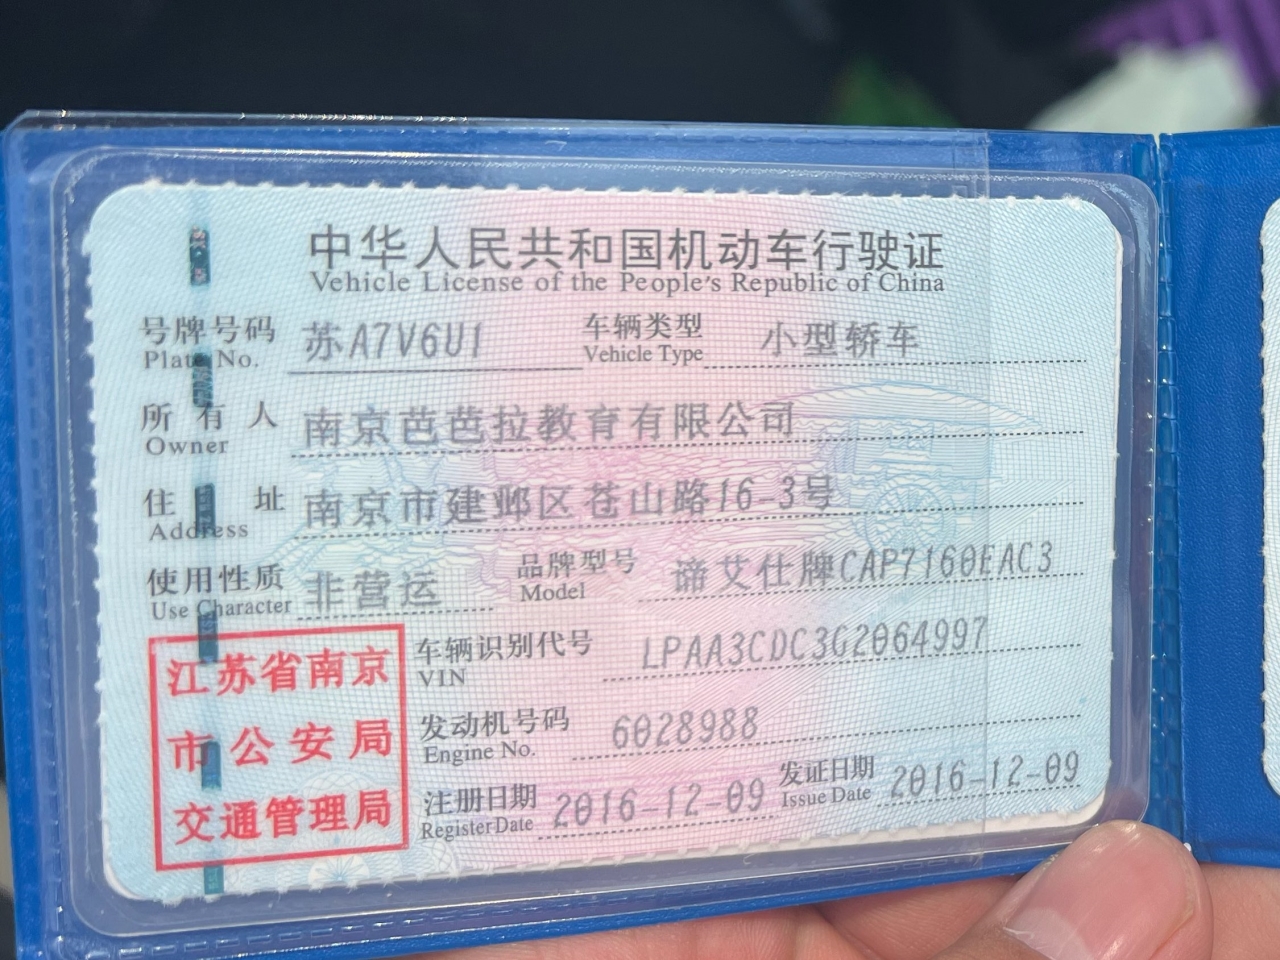 中华人民共和国机动车行驶证
Vehicle License of the People's Republic of China
号牌号码 苏A7V6U1 车辆类型 小型轿车
Plate No. Vehicle Type
所有人 南京芭芭拉教育有限公司
Owner
住址 南京市建邺区苍山路16-3号
Address
使用性质 非营运 品牌型号 谛艾仕牌CAP7160EAC3
Use Character Model
江苏省南京
市公安局
交通管理局
车辆识别代号 LPAA3CDC3G2064997
VIN
发动机号码 6028988
Engine No.
注册日期 2016-12-09 发证日期 2016-12-09
Register Date Issue Date